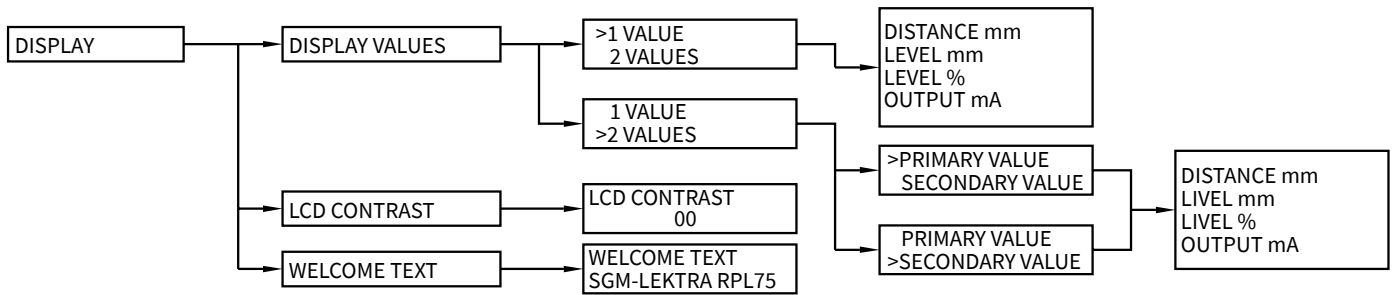 DISPLAY
DISPLAY VALUES
>1 VALUE
2 VALUES
DISTANCE mm
LEVEL mm
LEVEL %
OUTPUT mA
1 VALUE
>2 VALUES
>PRIMARY VALUE
SECONDARY VALUE
PRIMARY VALUE
>SECONDARY VALUE
DISTANCE mm
LIVEL mm
LIVEL %
OUTPUT mA
LCD CONTRAST
LCD CONTRAST
00
WELCOME TEXT
WELCOME TEXT
SGM-LEKTRA RPL75